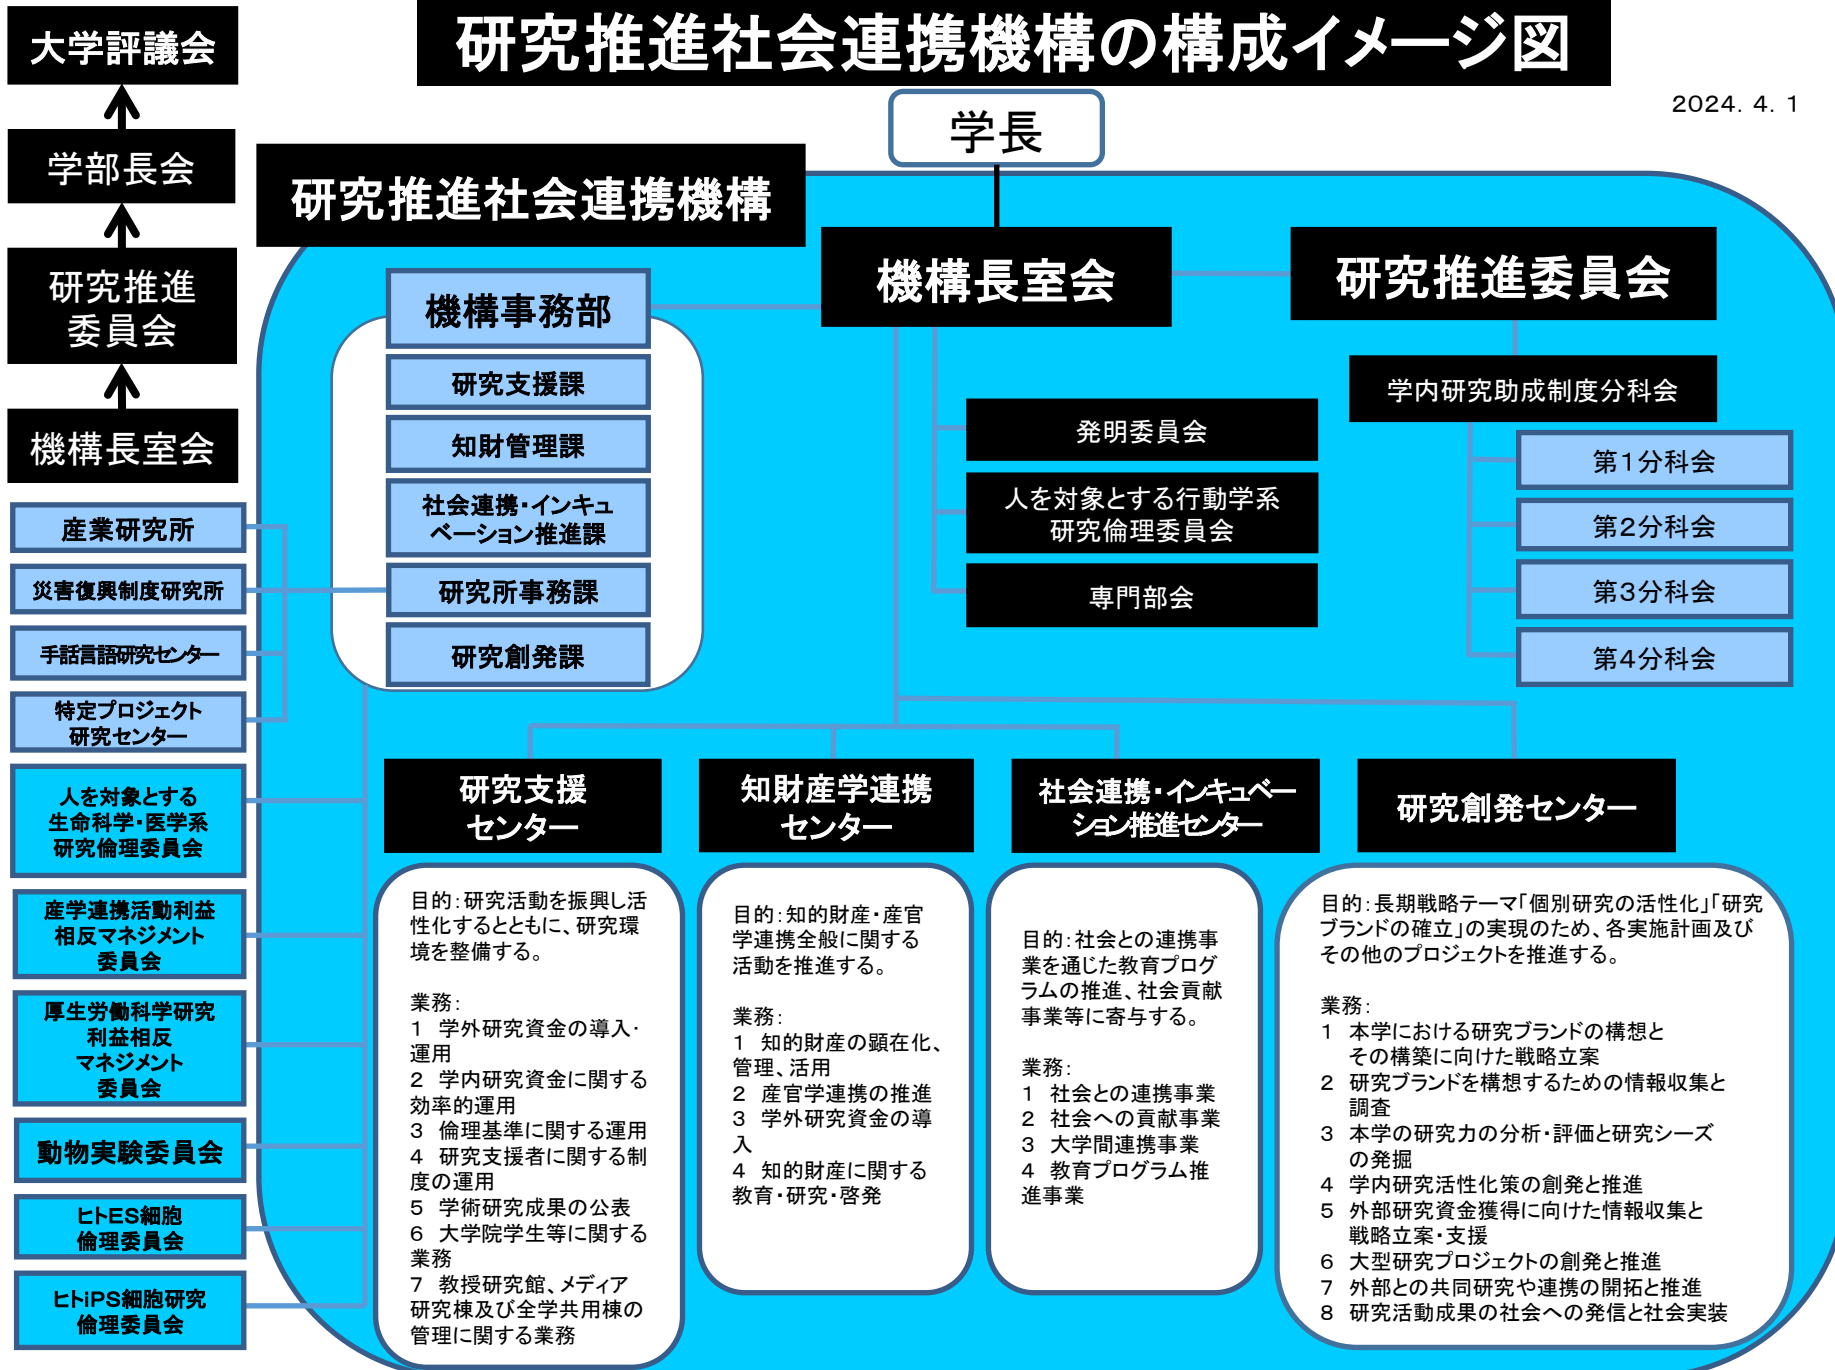 研究推進社会連携機構の構成イメージ図
2024. 4. 1
大学評議会
学部長会
研究推進
委員会
機構長室会
学長
研究推進社会連携機構
機構長室会
研究推進委員会
機構事務部
研究支援課
知財管理課
社会連携・インキュ
ベーション推進課
研究所事務課
研究創発課
発明委員会
人を対象とする行動学系
研究倫理委員会
専門部会
学内研究助成制度分科会
第1分科会
第2分科会
第3分科会
第4分科会
産業研究所
災害復興制度研究所
手話言語研究センター
特定プロジェクト
研究センター
人を対象とする
生命科学・医学系
研究倫理委員会
産学連携活動利益
相反マネジメント
委員会
厚生労働科学研究
利益相反
マネジメント
委員会
動物実験委員会
ヒトES細胞
倫理委員会
ヒトiPS細胞研究
倫理委員会
研究支援
センター
目的：研究活動を振興し活
性化するとともに、研究環
境を整備する。
業務：
1 学外研究資金の導入・
運用
2 学内研究資金に関する
効率的運用
3 倫理基準に関する運用
4 研究支援者に関する制
度の運用
5 学術研究成果の公表
6 大学院学生等に関する
業務
7 教授研究館、メディア
研究棟及び全学共用棟の
管理に関する業務
知財産学連携
センター
目的：知的財産・産官
学連携全般に関する
活動を推進する。
業務：
1 知的財産の顕在化、
管理、活用
2 産官学連携の推進
3 学外研究資金の導
入
4 知的財産に関する
教育・研究・啓発
社会連携・インキュベー
ション推進センター
目的：社会との連携事
業を通じた教育プログ
ラムの推進、社会貢献
事業等に寄与する。
業務：
1 社会との連携事業
2 社会への貢献事業
3 大学間連携事業
4 教育プログラム推
進事業
研究創発センター
目的：長期戦略テーマ「個別研究の活性化」「研究
ブランドの確立」の実現のため、各実施計画及び
その他のプロジェクトを推進する。
業務：
1 本学における研究ブランドの構想と
その構築に向けた戦略立案
2 研究ブランドを構想するための情報収集と
調査
3 本学の研究力の分析・評価と研究シーズ
の発掘
4 学内研究活性化策の創発と推進
5 外部研究資金獲得に向けた情報収集と
戦略立案・支援
6 大型研究プロジェクトの創発と推進
7 外部との共同研究や連携の開拓と推進
8 研究活動成果の社会への発信と社会実装